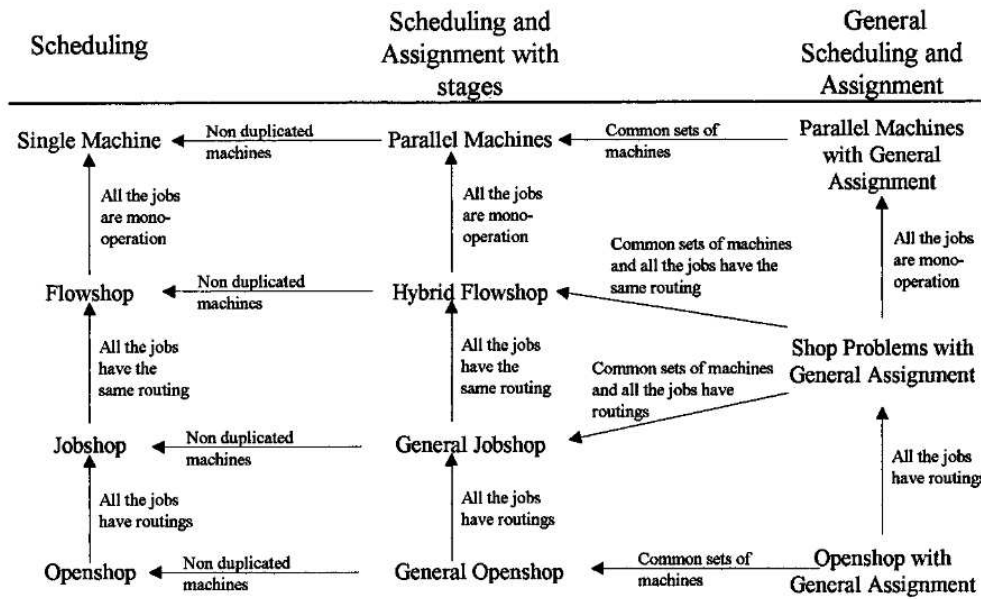 Scheduling
Scheduling and
Assignment with
stages
General
Scheduling and
Assignment
Single Machine
Non duplicated
machines
Parallel Machines
Common sets of
machines
Parallel Machines
with General
Assignment
All the jobs
are mono-
operation
All the jobs
are mono-
operation
All the jobs
are mono-
operation
Common sets of machines
and all the jobs have the
same routing
Flowshop
Non duplicated
machines
Hybrid Flowshop
Shop Problems with
General Assignment
All the jobs
have the
same routing
All the jobs
have the
same routing
Common sets of machines
and all the jobs have
routings
Jobshop
Non duplicated
machines
General Jobshop
All the jobs
have routings
All the jobs
have routings
All the jobs
have routings
Openshop
Non duplicated
machines
General Openshop
Common sets of
machines
Openshop with
General Assignment